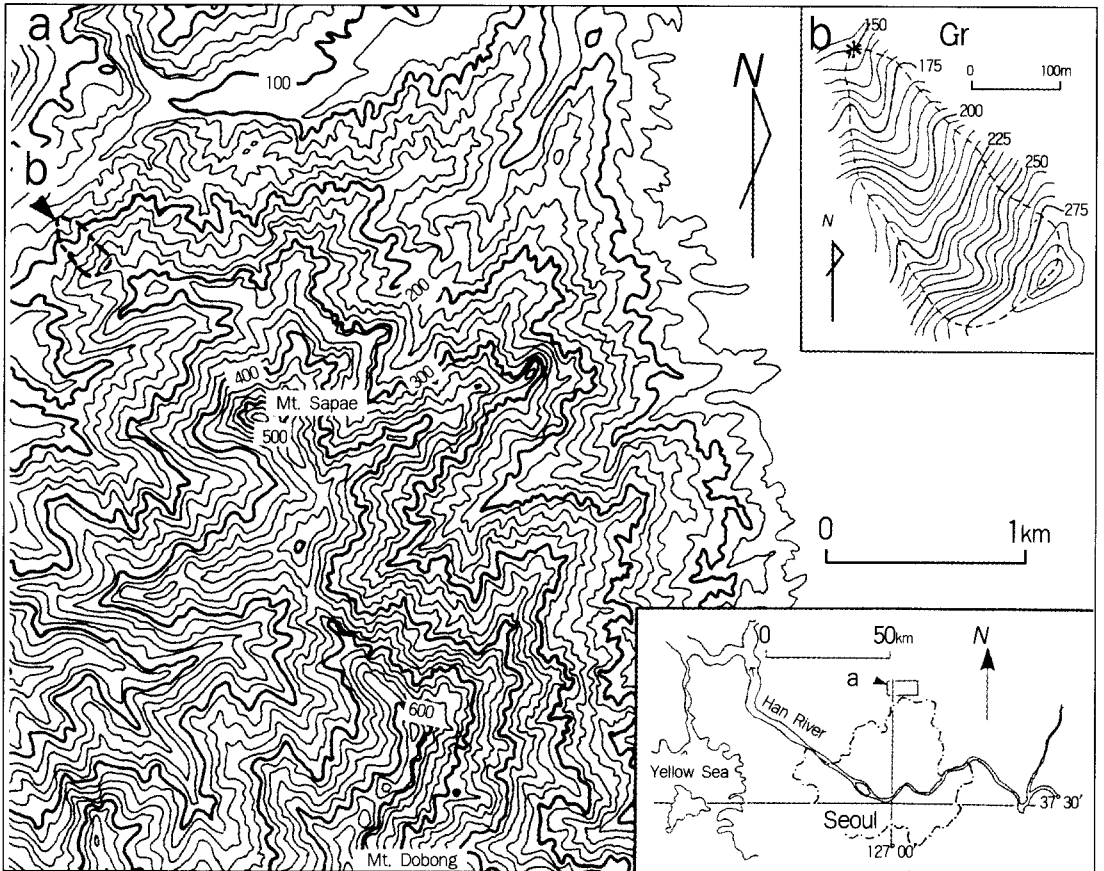 a
100
N
b
200
400
300
Mt. Sapae
500
600
Mt. Dobong
0 1km
b Gr
150
0 100m
175
200
225
250
275
N
0 50km
N
a
Han River
Yellow Sea
Seoul
37° 30′
127° 00′